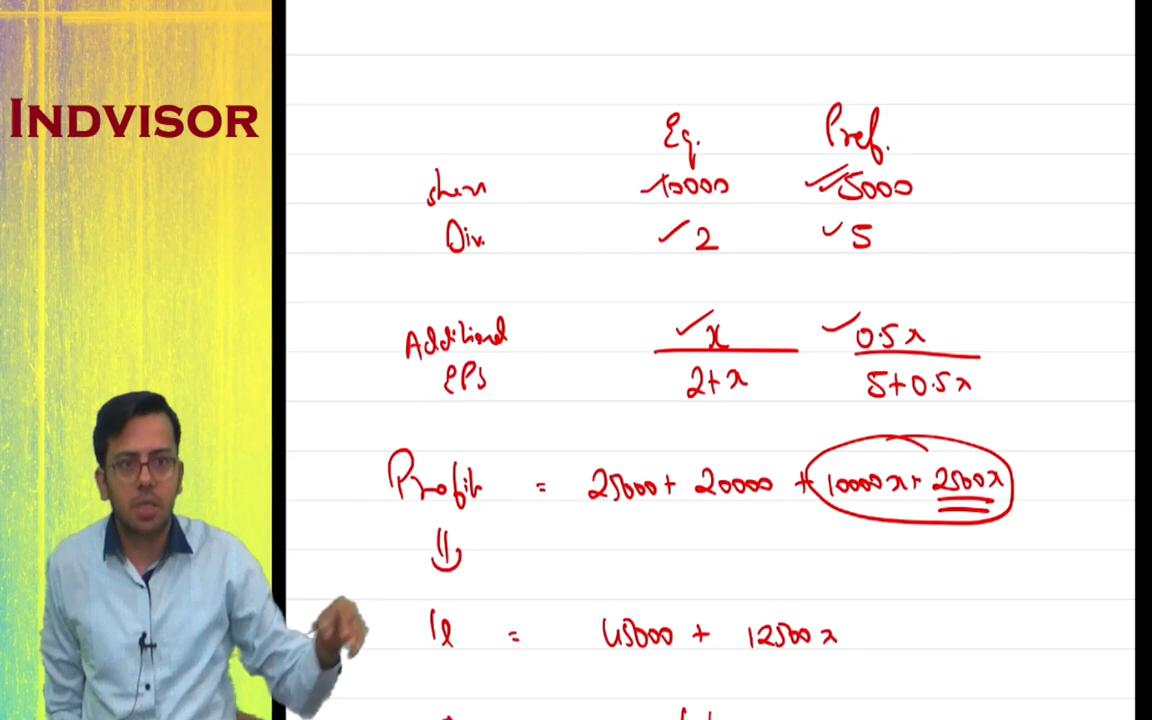 INDVISOR
Eq. Pref.
Shares 10000 5000
Div. 2 5
Additional x 0.5x
EPS 2+x 5+0.5x
Profit = 25000+ 20000 + 10000x+ 2500x
= 45000 + 12500x